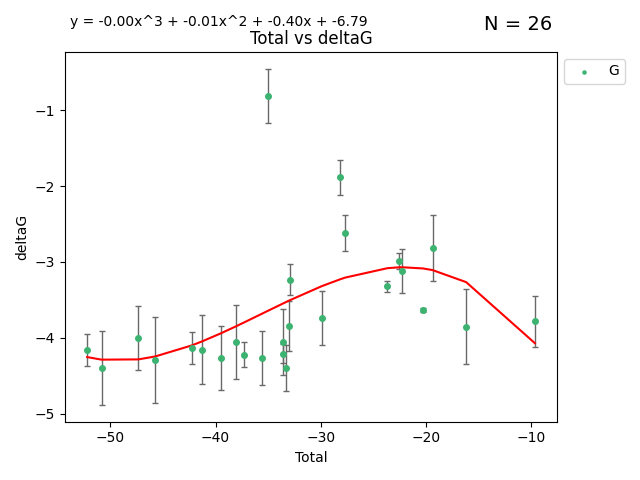 y = -0.00x^3 + -0.01x^2 + -0.40x + -6.79
N = 26
Total vs deltaG
G
−1
−2
−3
−4
−5
deltaG
−50
−40
−30
−20
−10
Total